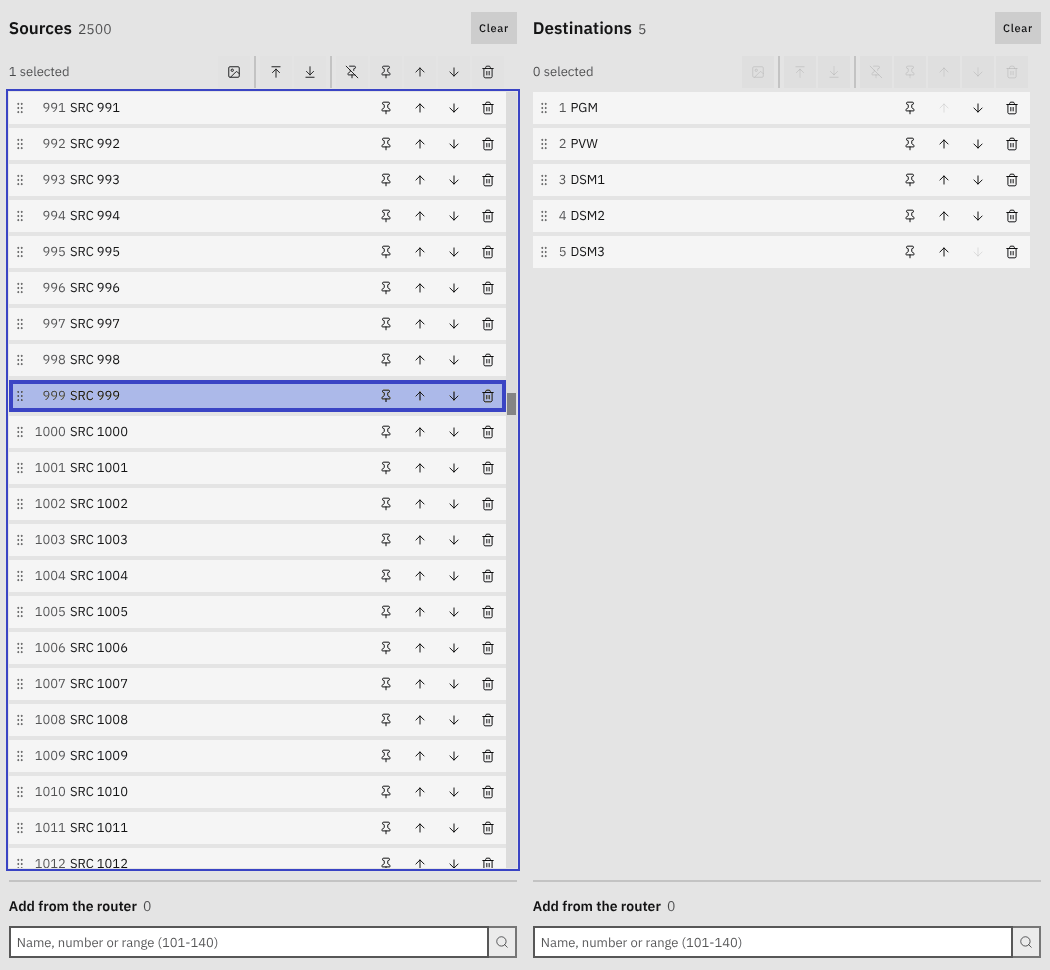 Sources 2500
Clear
1 selected
991 SRC 991
992 SRC 992
993 SRC 993
994 SRC 994
995 SRC 995
996 SRC 996
997 SRC 997
998 SRC 998
999 SRC 999
1000 SRC 1000
1001 SRC 1001
1002 SRC 1002
1003 SRC 1003
1004 SRC 1004
1005 SRC 1005
1006 SRC 1006
1007 SRC 1007
1008 SRC 1008
1009 SRC 1009
1010 SRC 1010
1011 SRC 1011
1012 SRC 1012
Add from the router 0
Name, number or range (101-140)
Destinations 5
Clear
0 selected
1 PGM
2 PVW
3 DSM1
4 DSM2
5 DSM3
Add from the router 0
Name, number or range (101-140)